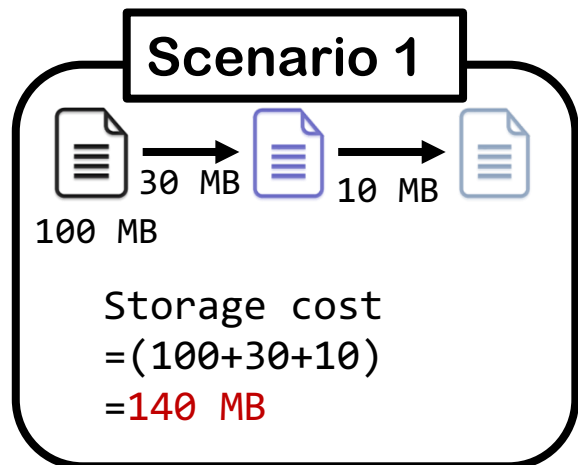 Scenario 1
30 MB
10 MB
100 MB
Storage cost
=(100+30+10)
=140 MB